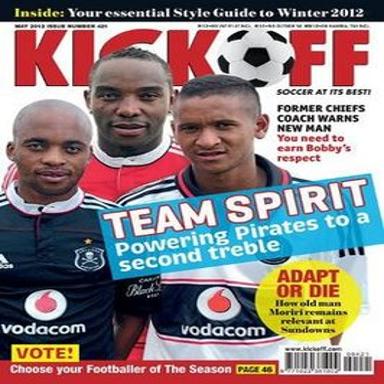 Inside: Your essential Style Guide to Winter 2012
MAY 2012 ISSUE NUMBER 421
KICKOFF
SOCCER AT ITS BEST!
FORMER CHIEFS
COACH WARNS
NEW MAN
You need to
earn Bobby's
respect
TEAM SPIRIT
Powering Pirates to a
second treble
adidas
Black
vodacom
vodacom
ADAPT
OR DIE
How old man
Moriri remains
relevant at
Sundowns
VOTE!
Choose your Footballer of The Season PAGE 46
www.kickoff.com